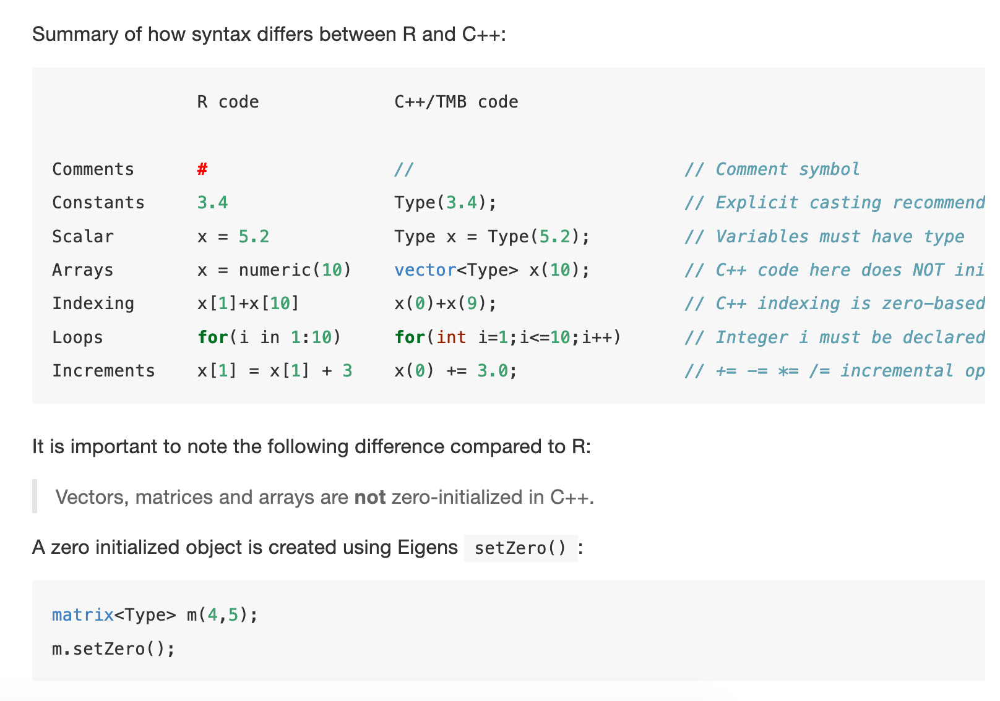 Summary of how syntax differs between R and C++:
R code C++/TMB code
Comments # // // Comment symbol
Constants 3.4 Type(3.4); // Explicit casting recommend
Scalar x = 5.2 Type x = Type(5.2); // Variables must have type
Arrays x = numeric(10) vector<Type> x(10); // C++ code here does NOT ini
Indexing x[1]+x[10] x(0)+x(9); // C++ indexing is zero-based
Loops for(i in 1:10) for(int i=1;i<=10;i++) // Integer i must be declared
Increments x[1] = x[1] + 3 x(0) += 3.0; // += -= *= /= incremental op
It is important to note the following difference compared to R:
Vectors, matrices and arrays are not zero-initialized in C++.
A zero initialized object is created using Eigens setZero() :
matrix<Type> m(4,5);
m.setZero();